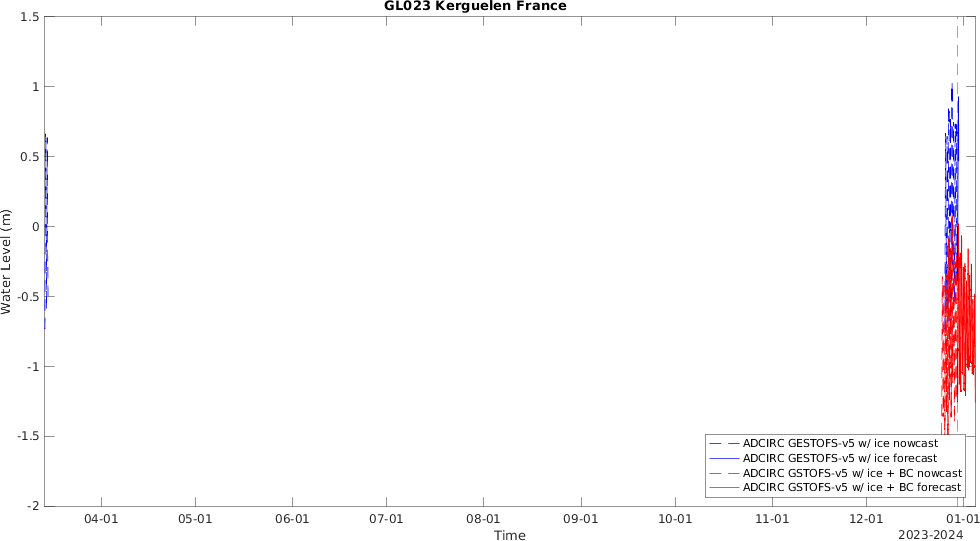 GL023 Kerguelen France
1.5
1
0.5
0
-0.5
-1
-1.5
-2
Water Level (m)
04-01 05-01 06-01 07-01 08-01 09-01 10-01 11-01 12-01 01-01
Time
2023-2024
ADCIRC GESTOFS-v5 w/ ice nowcast
ADCIRC GESTOFS-v5 w/ ice forecast
ADCIRC GSTOFS-v5 w/ ice + BC nowcast
ADCIRC GSTOFS-v5 w/ ice + BC forecast